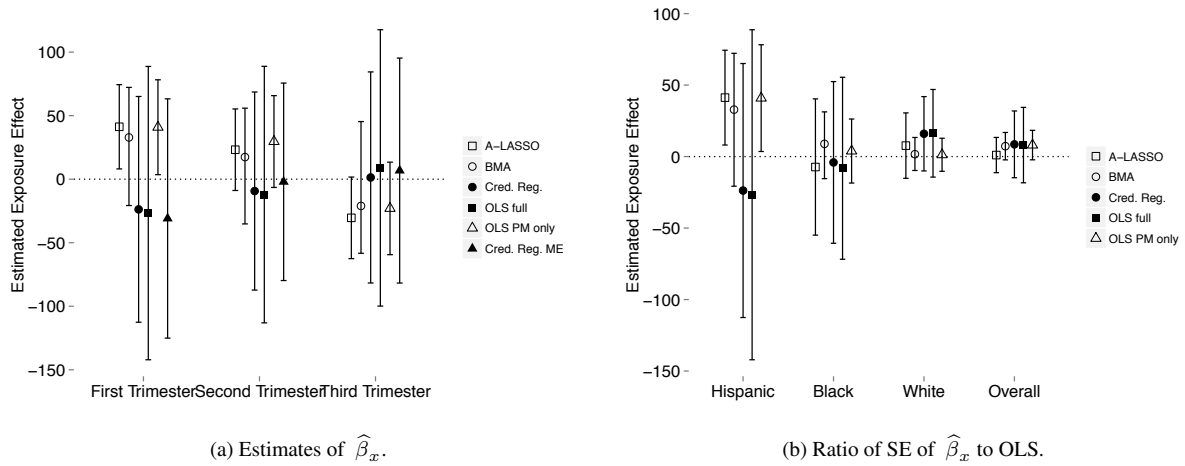 Estimated Exposure Effect
100
50
0
−50
−100
−150
First Trimester Second Trimester Third Trimester
A−LASSO
BMA
Cred. Reg.
OLS full
OLS PM only
Cred. Reg. ME
(a) Estimates of β̂x.
Estimated Exposure Effect
100
50
0
−50
−100
−150
Hispanic Black White Overall
A−LASSO
BMA
Cred. Reg.
OLS full
OLS PM only
(b) Ratio of SE of β̂x to OLS.